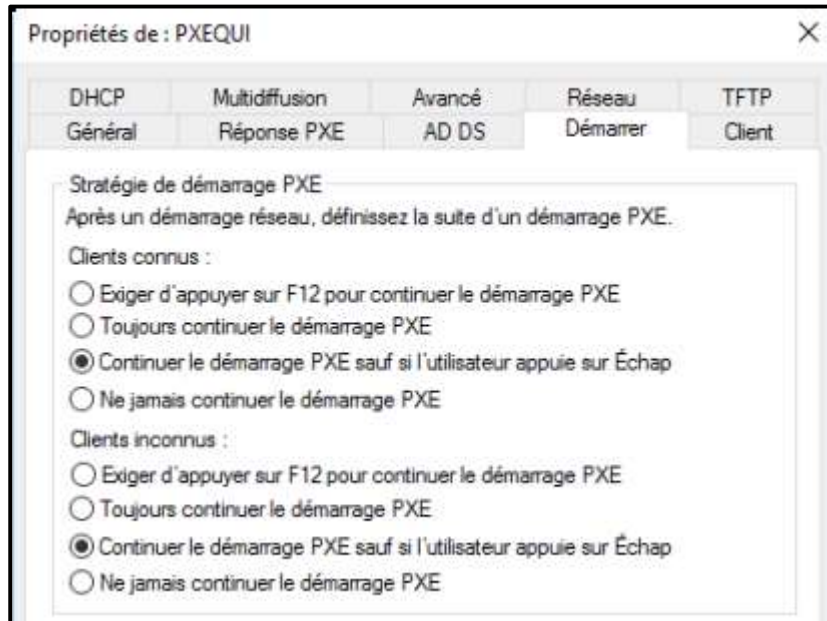 Propriétés de : PXEQUI
DHCP Multidiffusion Avancé Réseau TFTP
Général Réponse PXE AD DS Démarrer Client
Stratégie de démarrage PXE
Après un démarrage réseau, définissez la suite d'un démarrage PXE.
Clients connus :
Exiger d'appuyer sur F12 pour continuer le démarrage PXE
Toujours continuer le démarrage PXE
Continuer le démarrage PXE sauf si l'utilisateur appuie sur Échap
Ne jamais continuer le démarrage PXE
Clients inconnus :
Exiger d'appuyer sur F12 pour continuer le démarrage PXE
Toujours continuer le démarrage PXE
Continuer le démarrage PXE sauf si l'utilisateur appuie sur Échap
Ne jamais continuer le démarrage PXE